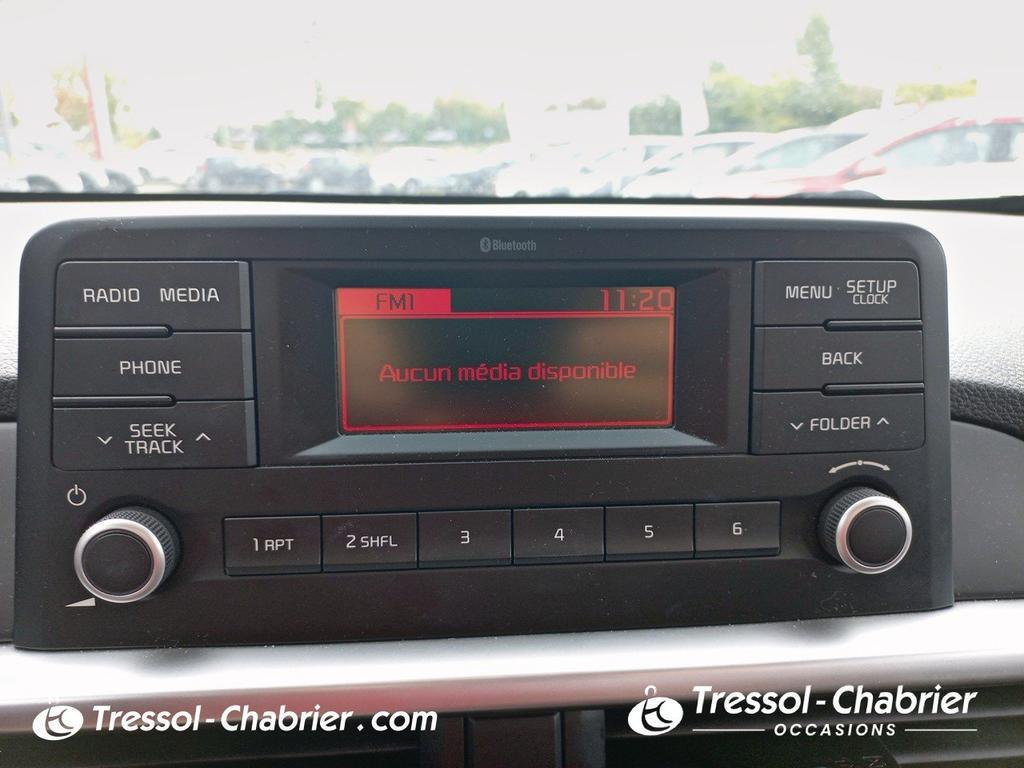 Bluetooth
RADIO MEDIA
PHONE
SEEK
TRACK
FM1 11:20
Aucun média disponible
MENU SETUP
CLOCK
BACK
FOLDER
1 RPT 2 SHFL 3 4 5 6
Tressol-Chabrier.com
Tressol-Chabrier
OCCASIONS